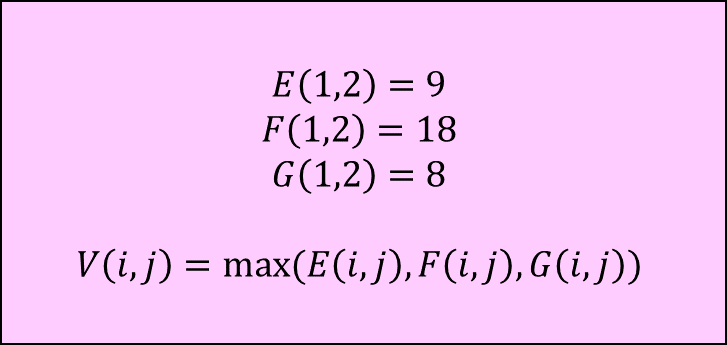 E(1,2) = 9
F(1,2) = 18
G(1,2) = 8
V(i,j) = max(E(i,j),F(i,j),G(i,j))